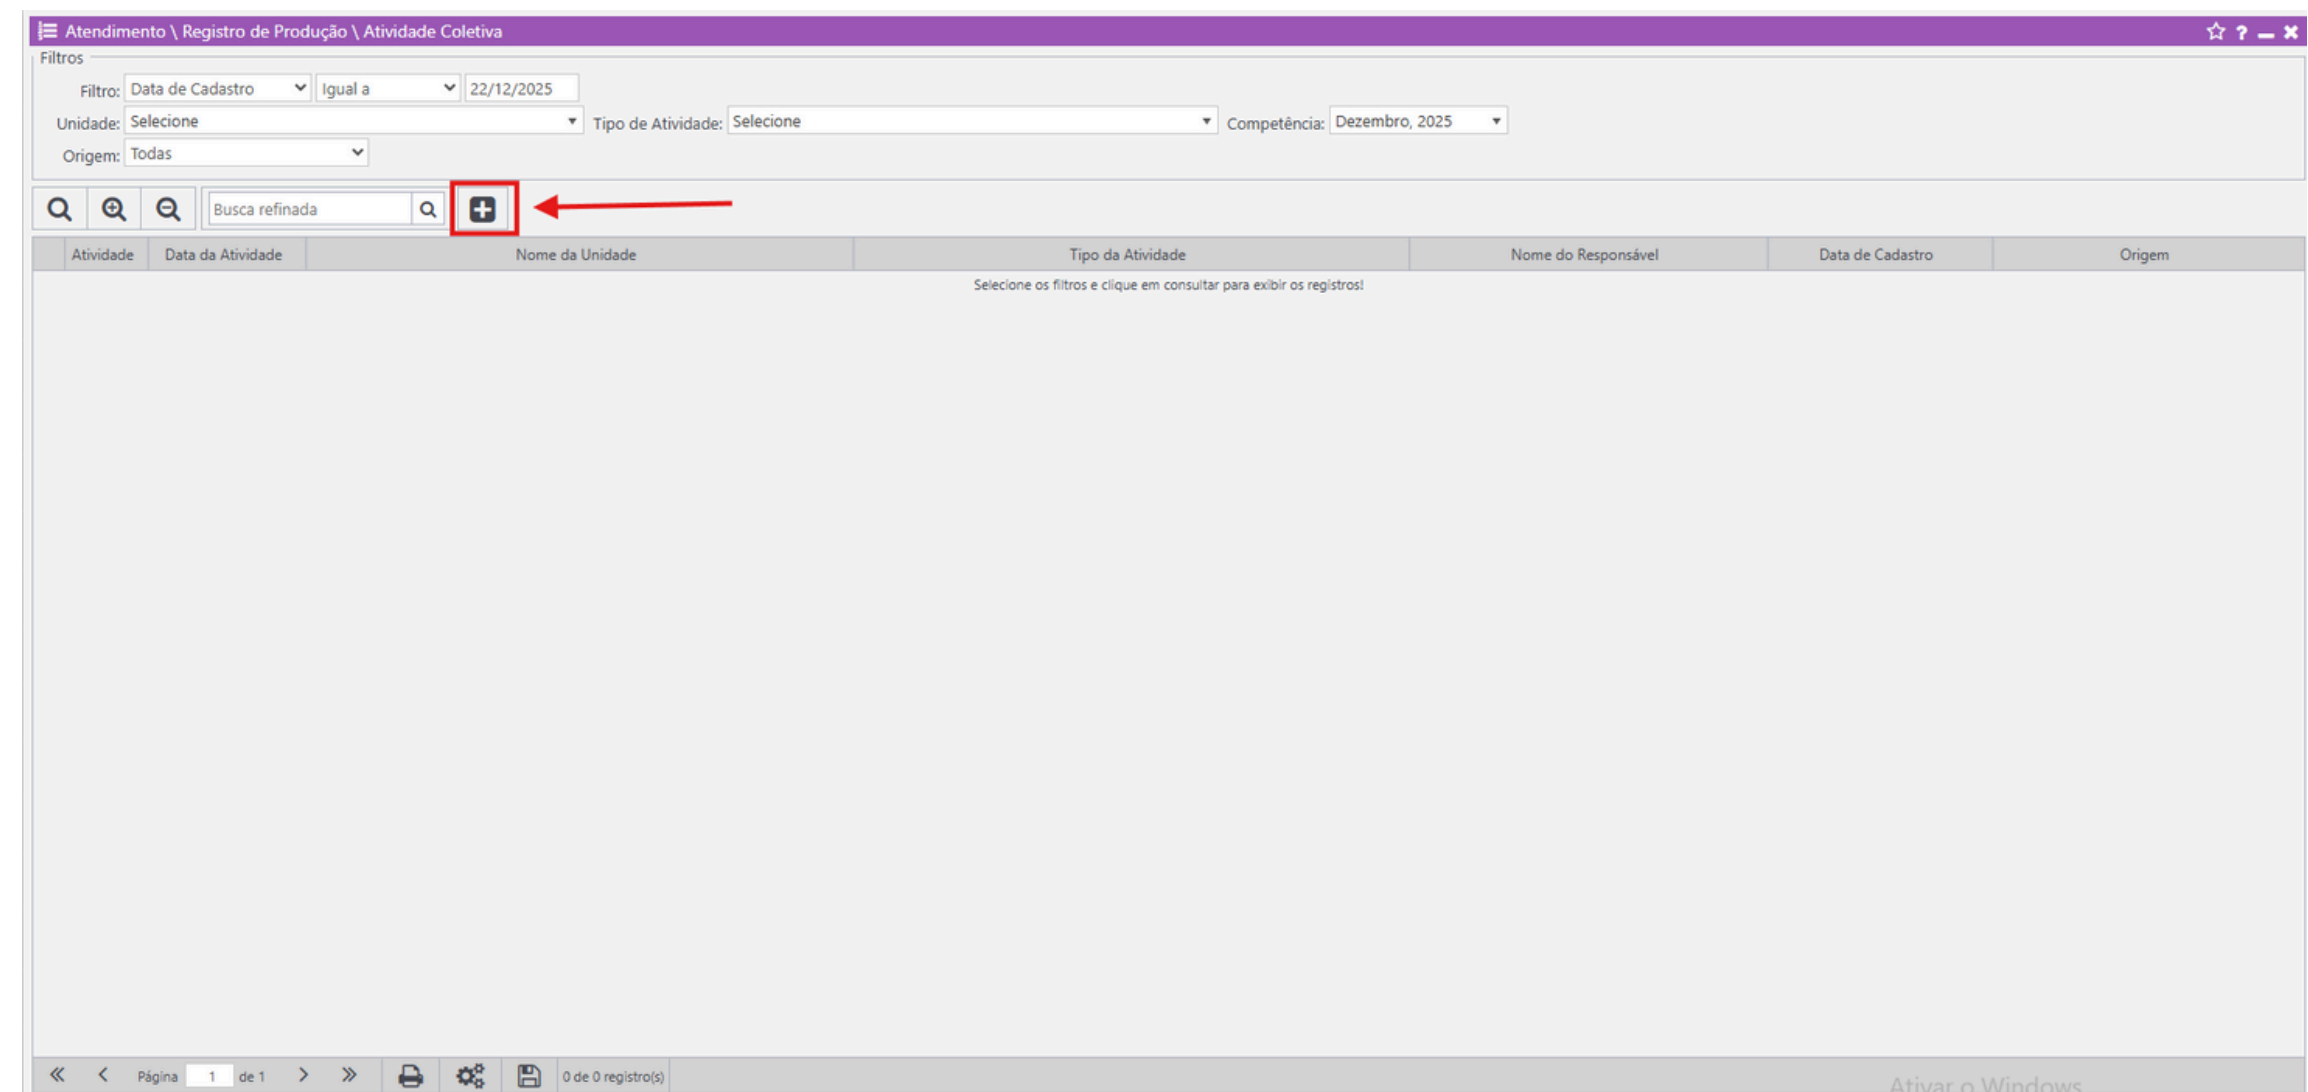 Atendimento \ Registro de Produção \ Atividade Coletiva ?
Filtros
Filtro: Data de Cadastro Igual a 22/12/2025
Unidade: Selecione Tipo de Atividade: Selecione Competência: Dezembro, 2025
Origem: Todas
Busca refinada
Atividade Data da Atividade Nome da Unidade Tipo da Atividade Nome do Responsável Data de Cadastro Origem
Selecione os filtros e clique em consultar para exibir os registros!
Página 1 de 1 0 de 0 registro(s)
Ativar o Windows